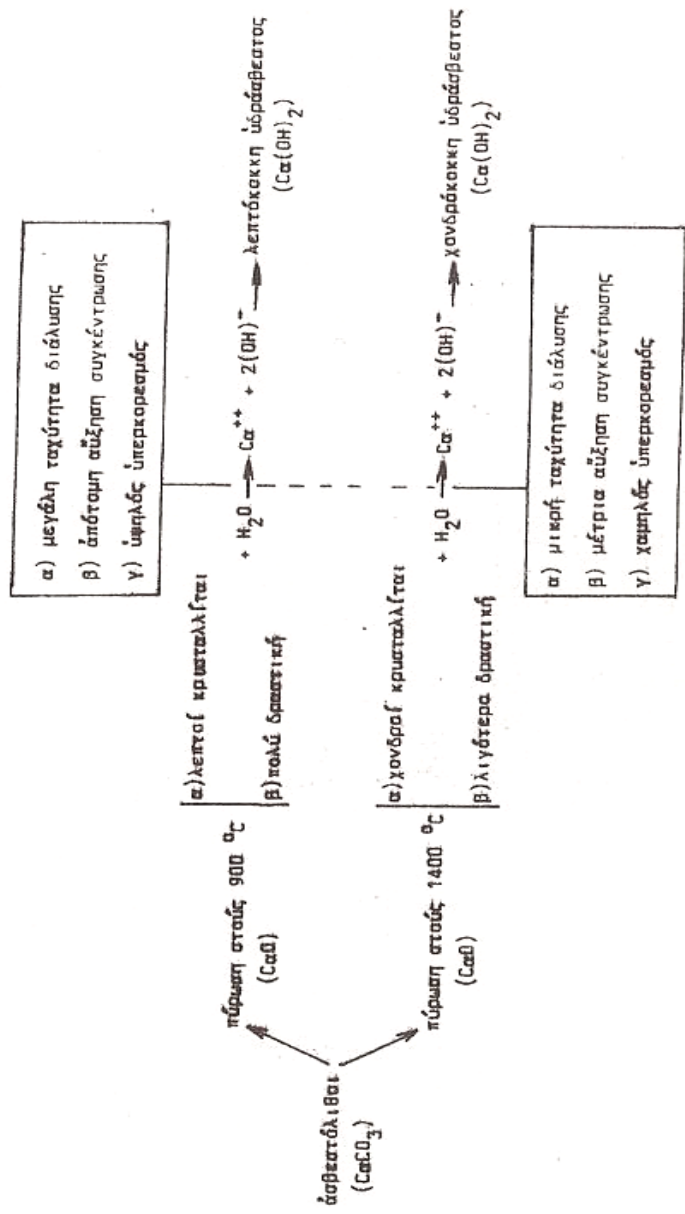 α) μεγάλη ταχύτητα διάλυσης
β) ἀπότομη αὔξηση συγκέντρωσης
γ) ὑψηλός ὑπερκορεσμός
πύρωση στούς 900 °C
(CaO)
α)λεπτοί κρυσταλλίται
β)πολύ δραστική
+ H₂O → Ca⁺⁺ + 2(OH)⁻ → λεπτόκοκκη ὑδράσβεστος
(Ca(OH)₂)
ἀσβεστόλιθοι
(CaCO₃)
πύρωση στούς 1400 °C
(CaO)
α)χονδροί κρυσταλλίται
β)λιγότερο δραστική
+ H₂O → Ca⁺⁺ + 2(OH)⁻ → χονδρόκοκκη ὑδράσβεστος
(Ca(OH)₂)
α) μικρή ταχύτητα διάλυσης
β) μέτρια αὔξηση συγκέντρωσης
γ) χαμηλός ὑπερκορεσμός